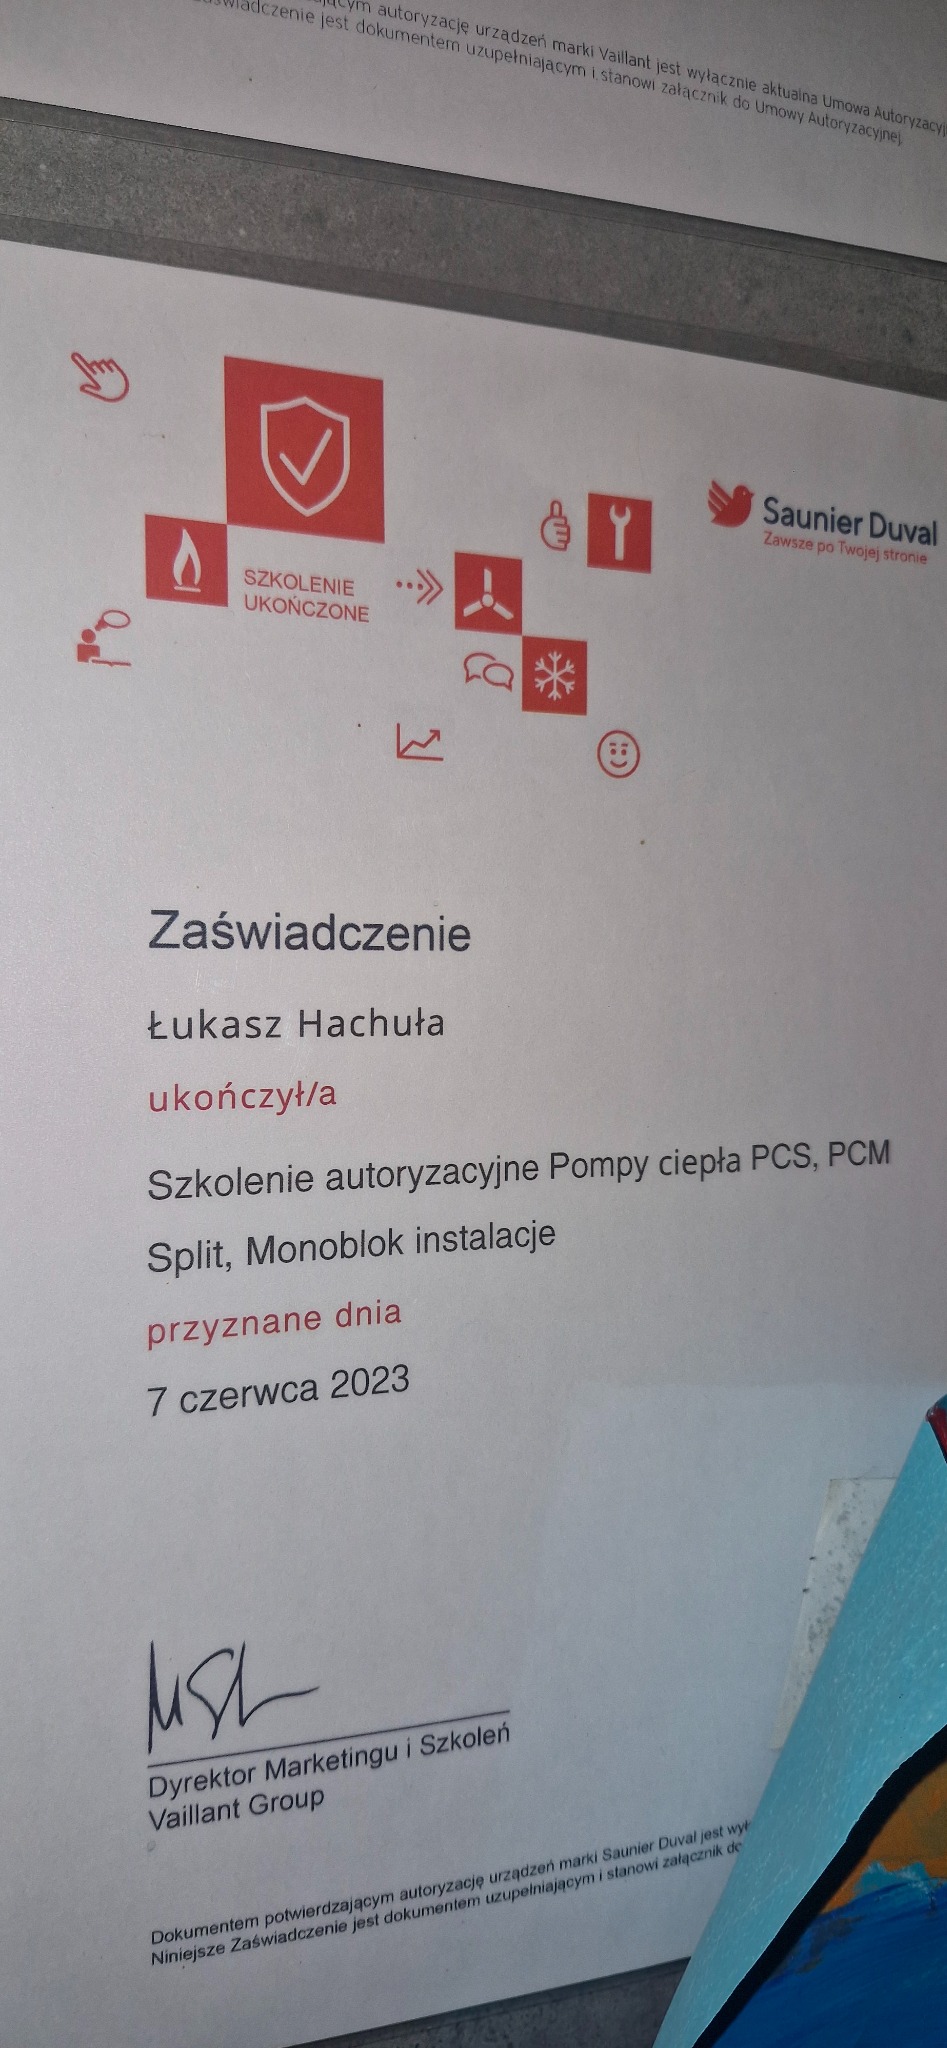 autoryzację urządzeń marki Vaillant jest wyłącznie aktualna Umowa
jest dokumentem uzupełniającym i stanowi załącznik do Umowy Autoryzacyjnej.
SZKOLENIE
UKOŃCZONE
Saunier Duval
Zawsze po Twojej stronie
Zaświadczenie
Łukasz Hachuła
ukończył/a
Szkolenie autoryzacyjne Pompy ciepła PCS, PCM
Split, Monoblok instalacje
przyznane dnia
7 czerwca 2023
Dyrektor Marketingu i Szkoleń
Vaillant Group
Dokumentem potwierdzającym autoryzację urządzeń marki Saunier Duval jest
Niniejsze Zaświadczenie jest dokumentem uzupełniającym i stanowi załącznik do